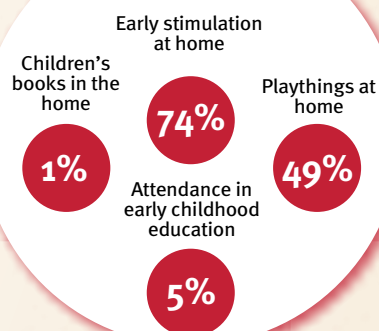 Early stimulation
at home
74%
Children’s
books in the
home
1%
Playthings at
home
49%
Attendance in
early childhood
education
5%